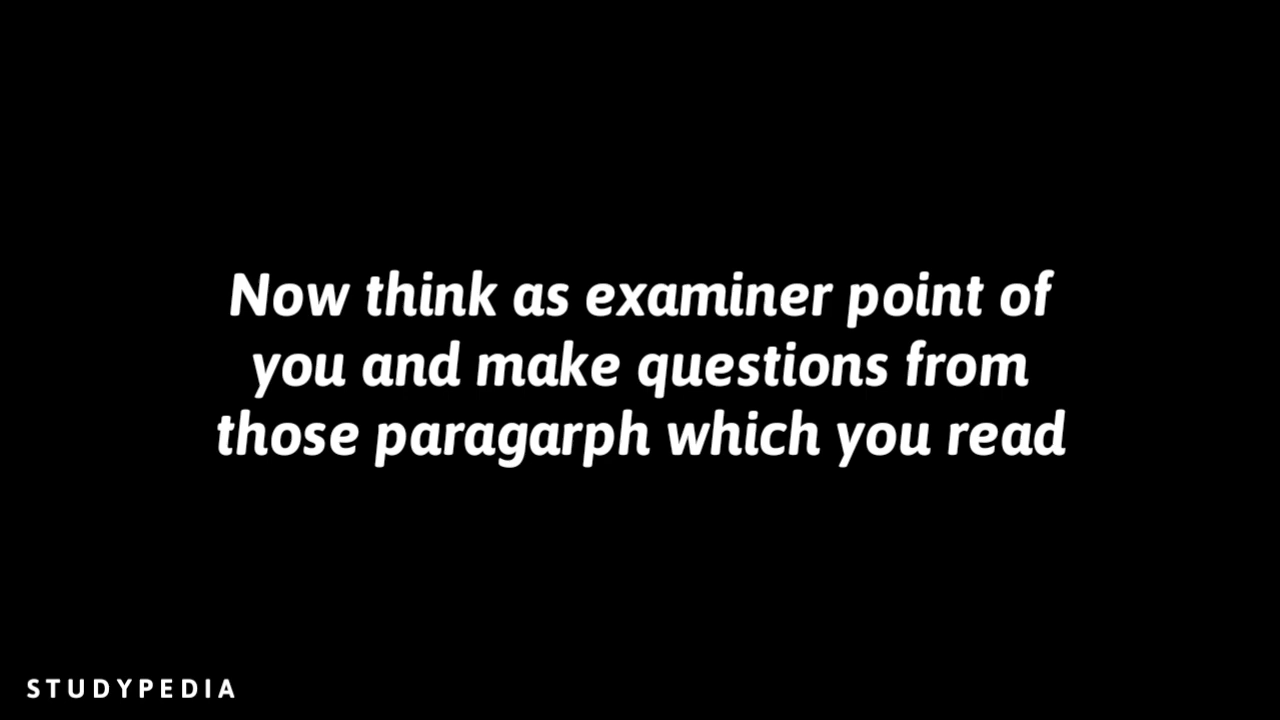 Now think as examiner point of
you and make questions from
those paragarph which you read
STUDYPEDIA